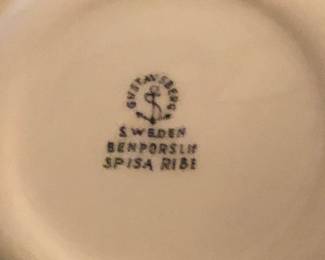 GUSTAVSBERG
SWEDEN
BENPORSLIN
SPISA RIBB